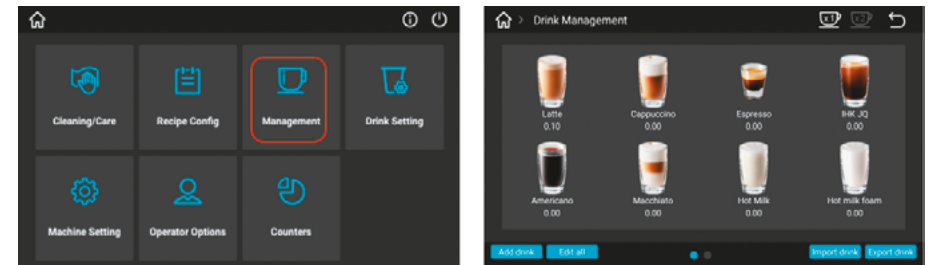 Cleaning/Care
Recipe Config
Management
Drink Setting
Machine Setting
Operator Options
Counters
> Drink Management
x1
x2
Latte
Cappuccino
Espresso
IHK JQ
0.10
0.00
0.00
0.00
Americano
Macchiato
Hot Milk
Hot milk foam
0.00
0.00
0.00
0.00
Add drink
Edit all
Import drink
Export drink